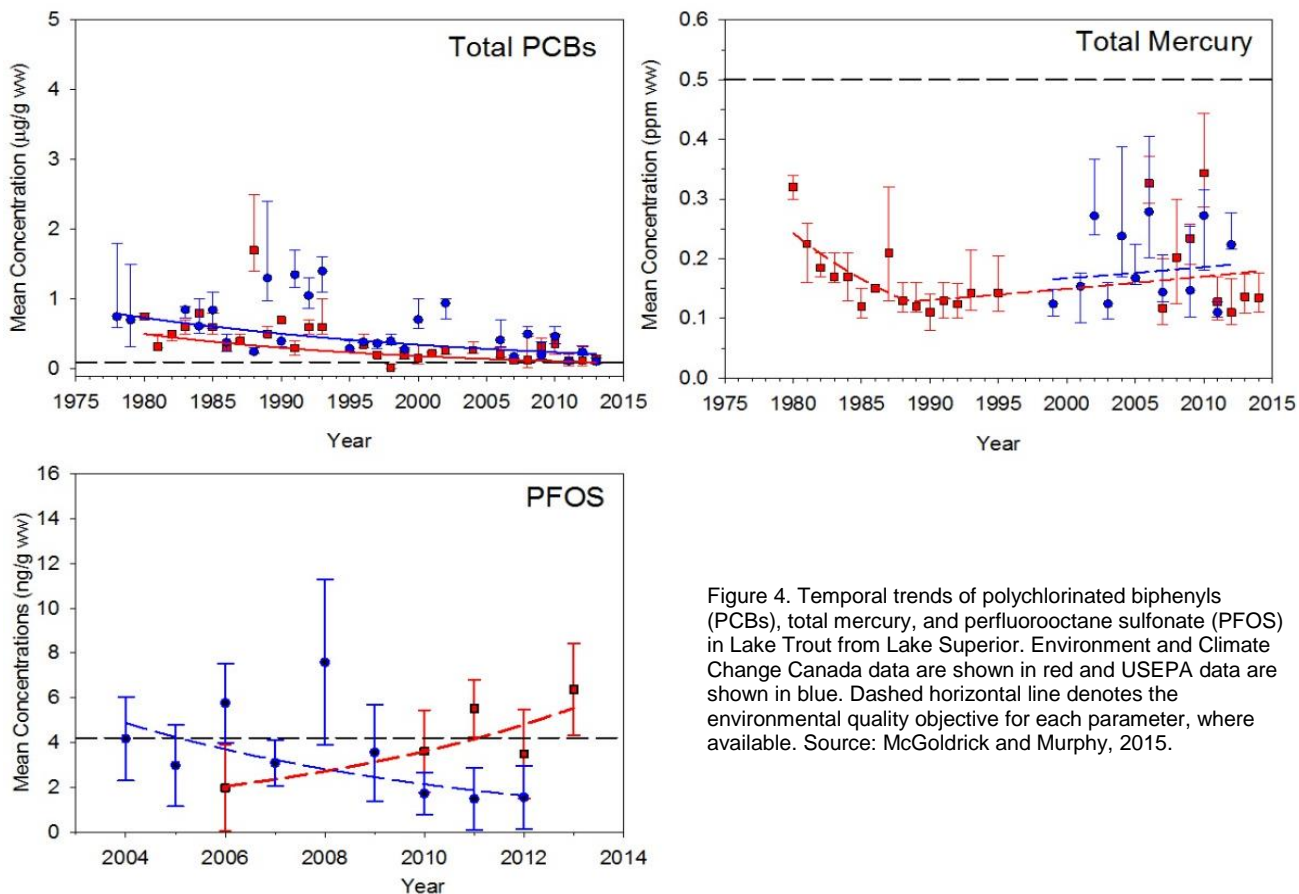 Total PCBs
Mean Concentration (µg/g ww)
5
4
3
2
1
0
1975 1980 1985 1990 1995 2000 2005 2010 2015
Year
Total Mercury
Mean Concentration (ppm ww)
0.6
0.5
0.4
0.3
0.2
0.1
0.0
1975 1980 1985 1990 1995 2000 2005 2010 2015
Year
PFOS
Mean Concentrations (ng/g ww)
16
14
12
10
8
6
4
2
0
2004 2006 2008 2010 2012 2014
Year
Figure 4. Temporal trends of polychlorinated biphenyls
(PCBs), total mercury, and perfluorooctane sulfonate (PFOS)
in Lake Trout from Lake Superior. Environment and Climate
Change Canada data are shown in red and USEPA data are
shown in blue. Dashed horizontal line denotes the
environmental quality objective for each parameter, where
available. Source: McGoldrick and Murphy, 2015.